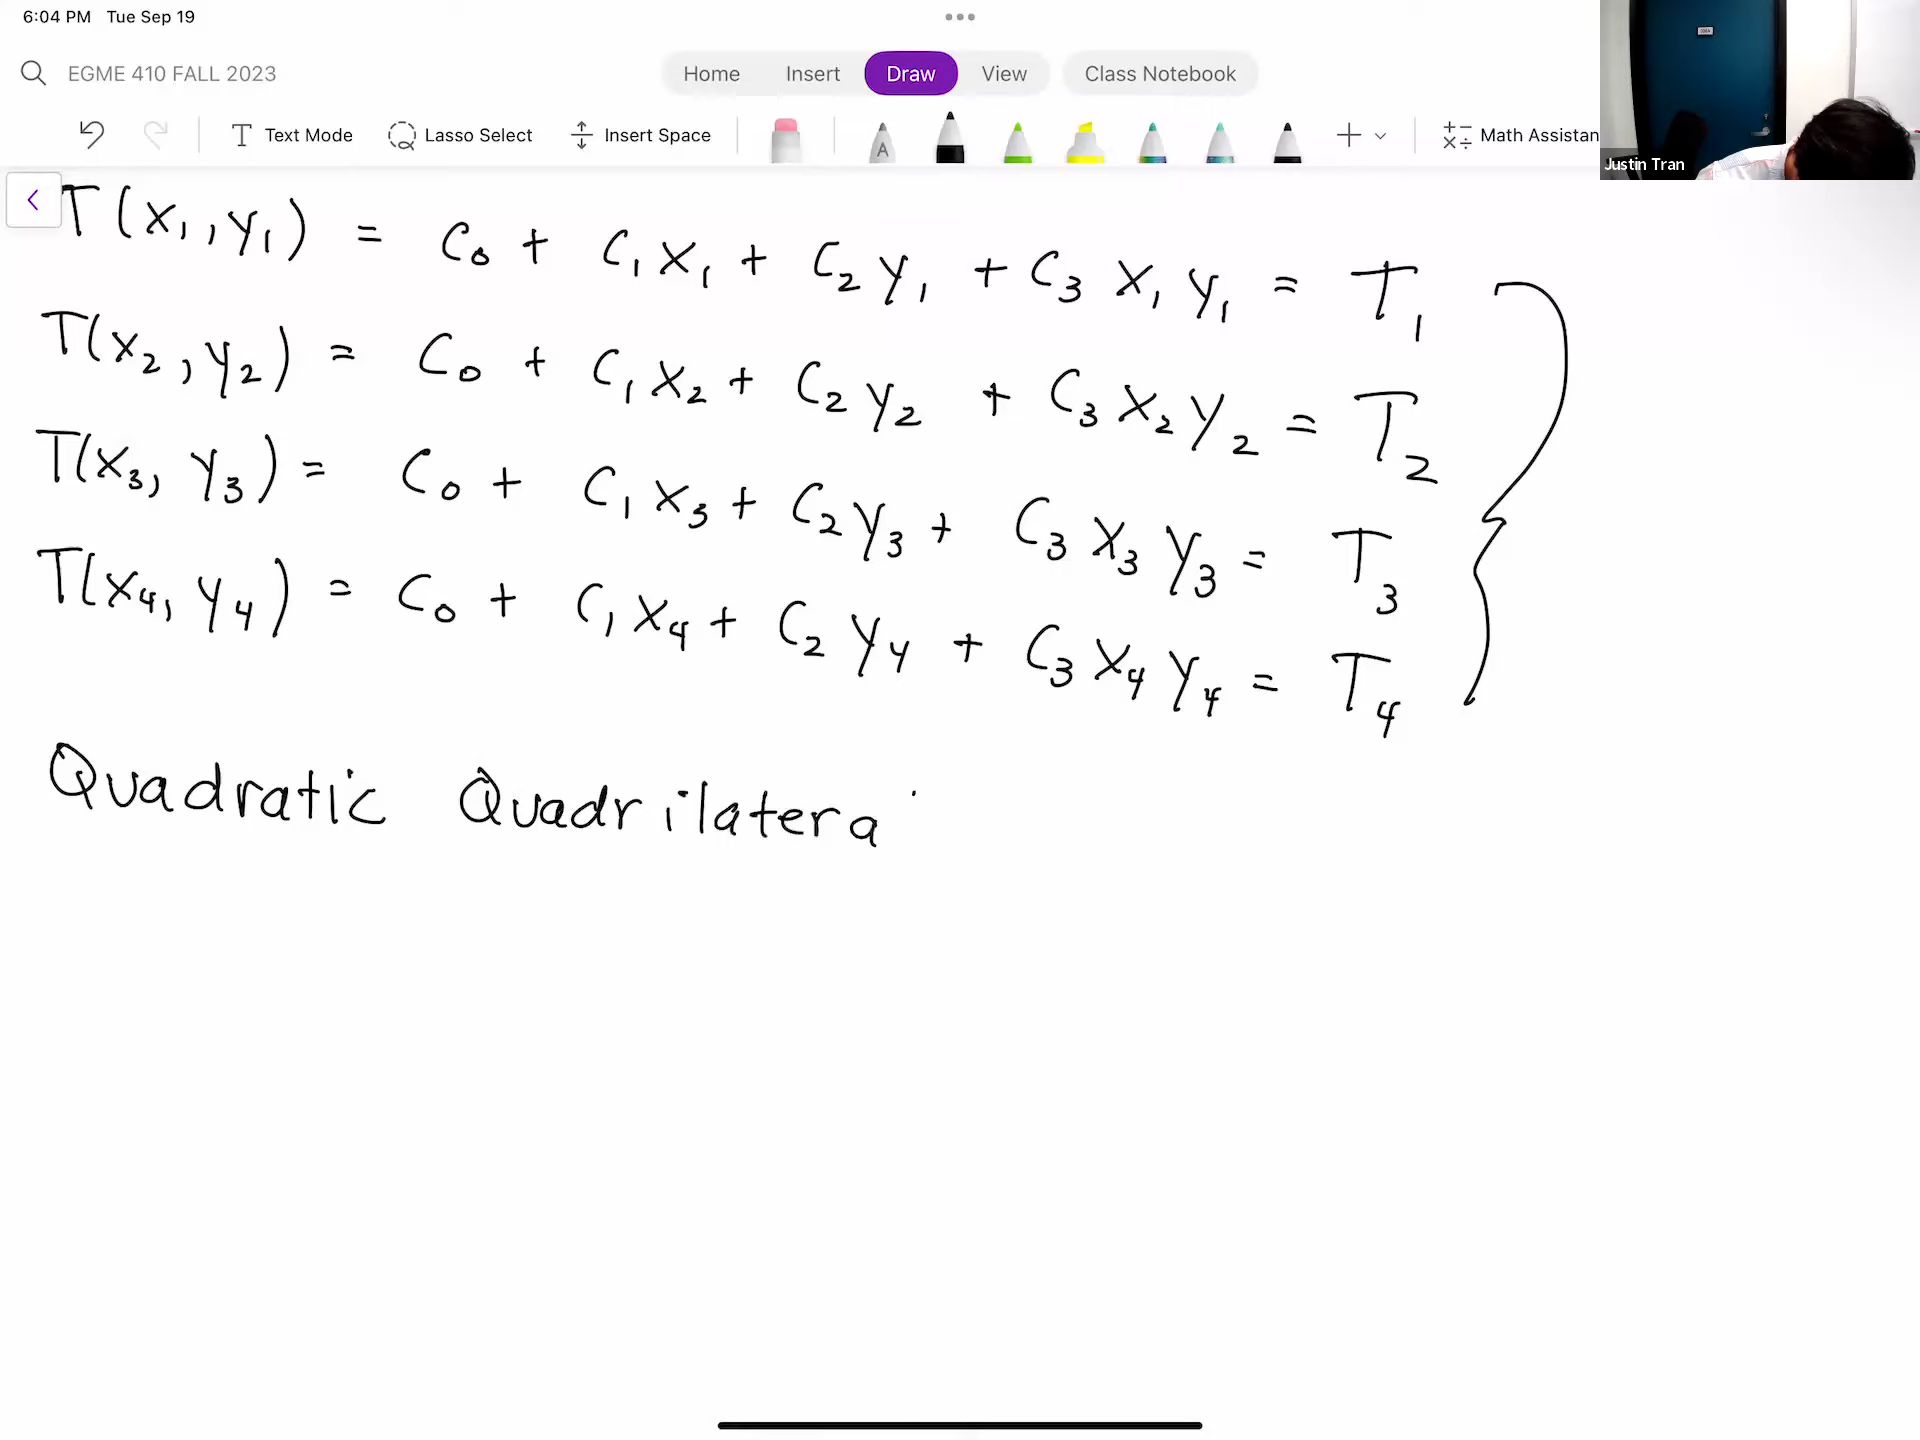 6:04 PM Tue Sep 19
EGME 410 FALL 2023
Home Insert Draw View Class Notebook
Text Mode Lasso Select Insert Space A Math Assistan
Justin Tran
T(x₁,y₁) = C₀ + C₁x₁ + C₂y₁ + C₃x₁y₁ = T₁
T(x₂,y₂) = C₀ + C₁x₂ + C₂y₂ + C₃x₂y₂ = T₂
T(x₃,y₃) = C₀ + C₁x₃ + C₂y₃ + C₃x₃y₃ = T₃
T(x₄,y₄) = C₀ + C₁x₄ + C₂y₄ + C₃x₄y₄ = T₄
Quadratic Quadrilatera